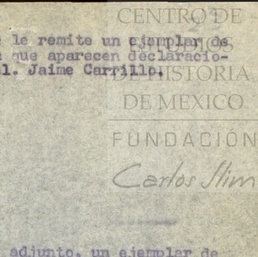 CENTRO DE
le remite un ejemplar de
ESTUDIOS
que aparecen declaracio-
DE HISTORIA
l. Jaime Carrillo.
DE MEXICO
FUNDACIÓN
Carlos Slim
adjunto, un ejemplar de